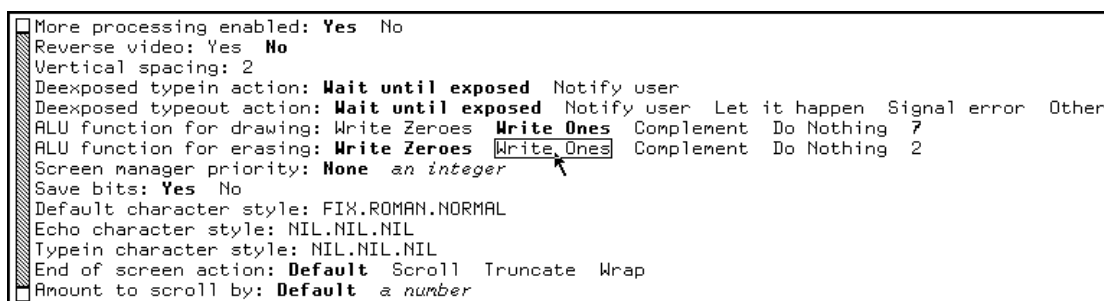 More processing enabled: Yes No
Reverse video: Yes No
Vertical spacing: 2
Deexposed typein action: Wait until exposed Notify user
Deexposed typeout action: Wait until exposed Notify user Let it happen Signal error Other
ALU function for drawing: Write Zeroes Write Ones Complement Do Nothing 7
ALU function for erasing: Write Zeroes Write Ones Complement Do Nothing 2
Screen manager priority: None an integer
Save bits: Yes No
Default character style: FIX.ROMAN.NORMAL
Echo character style: NIL.NIL.NIL
Typein character style: NIL.NIL.NIL
End of screen action: Default Scroll Truncate Wrap
Amount to scroll by: Default a number